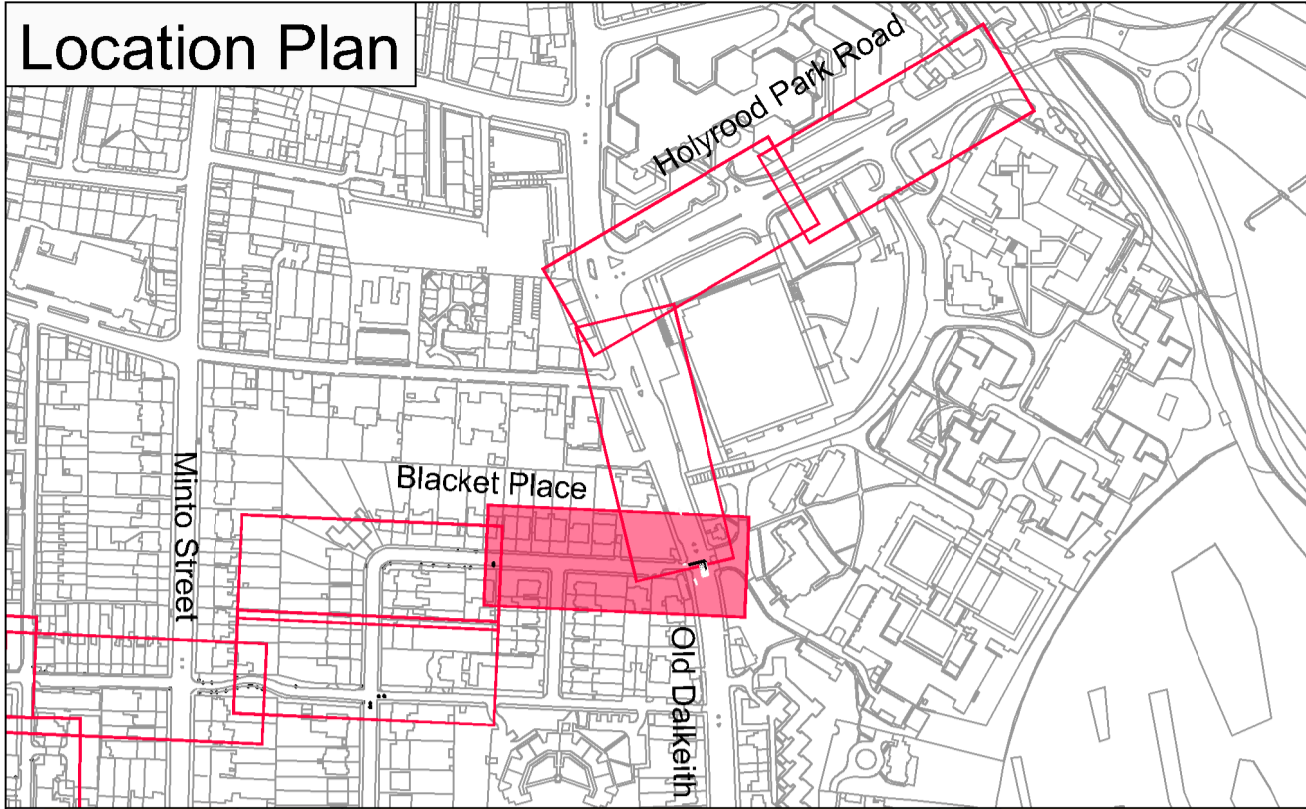 Location Plan
Holyrood Park Road
Blacket Place
Minto Street
Old Dalkeith